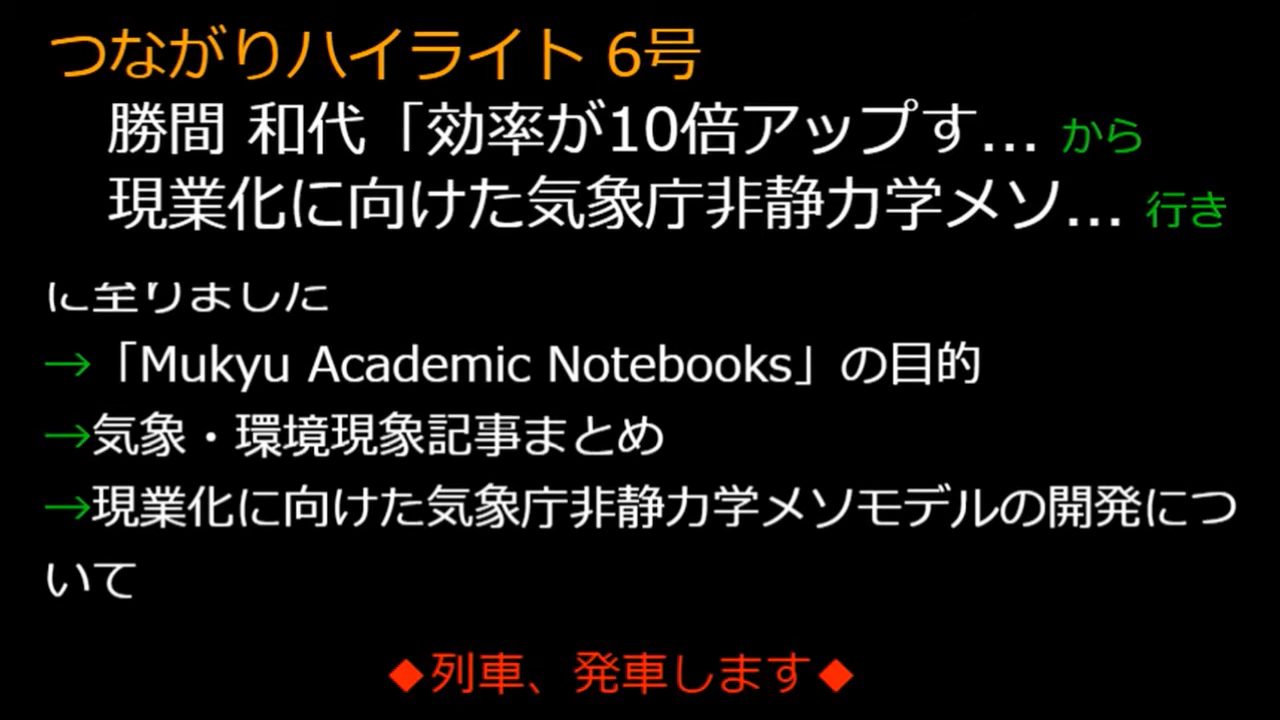 つながりハイライト 6号
勝間 和代「効率が10倍アップす... から
現業化に向けた気象庁非静力学メソ... 行き
に至りました
→「Mukyu Academic Notebooks」の目的
→気象・環境現象記事まとめ
→現業化に向けた気象庁非静力学メソモデルの開発につ
いて
◆列車、発車します◆